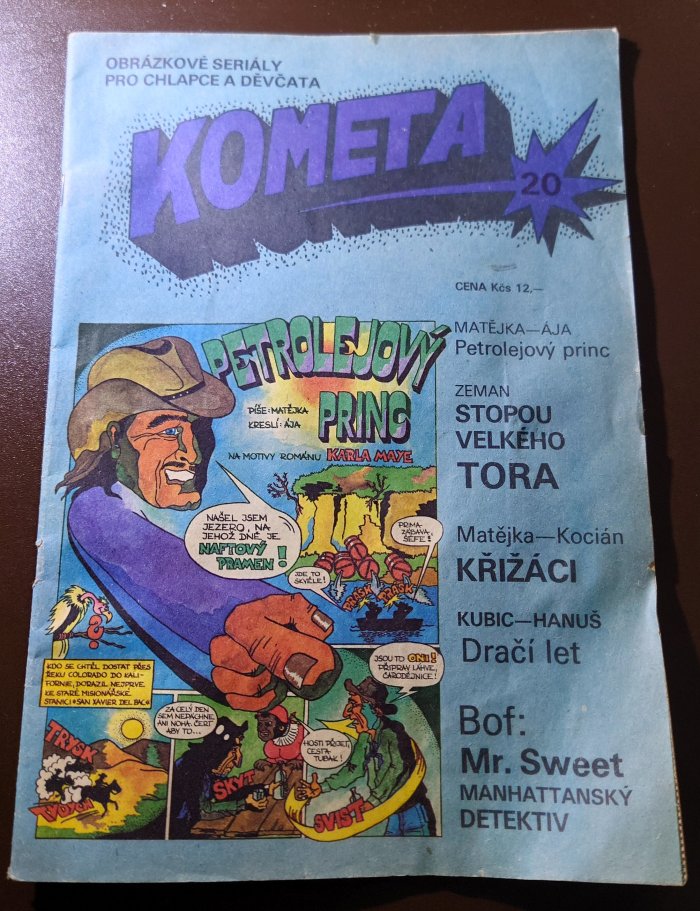 OBRÁZKOVÉ SERIÁLY
PRO CHLAPCE A DĚVČATA
KOMETA
20
CENA Kčs 12,—
MATĚJKA—ÁJA
Petrolejový princ
ZEMAN
STOPOU
VELKÉHO
TORA
Matějka—Kocián
KŘIŽÁCI
KUBIC—HANUŠ
Dračí let
Bof:
Mr. Sweet
MANHATTANSKÝ
DETEKTIV
PETROLEJOVÝ
PRINC
PÍŠE: MATĚJKA
KRESLÍ: ÁJA
NA MOTIVY ROMÁNU KARLA MAYE
NAŠEL JSEM
JEZERO, NA
JEHOŽ DNĚ JE
NAFTOVÝ
PRAMEN!
PRIMA
ZÁBAVA,
ŠÉFE!
JDE TO
SKVĚLE!
PRÁSK PRÁSK
KDO SE CHTĚL DOSTAT PŘES
ŘEKU COLORADO DO KALI-
FORNIE, DORAZIL NEJPRVE
KE STARÉ MISIONÁŘSKÉ
STANICI "SAN XAVIER DEL BAC"
TRYSK
ZA CELÝ DEN
SEM NEPÁCHNE
ANI NOHA. ČERT
ABY TO...
SKYT
HOSTI PŘIJET,
CESTA
TUBAK!
JSOU TO ONI!
PŘIPRAV LÁHVE,
ČARODĚJNICE!
SVIST